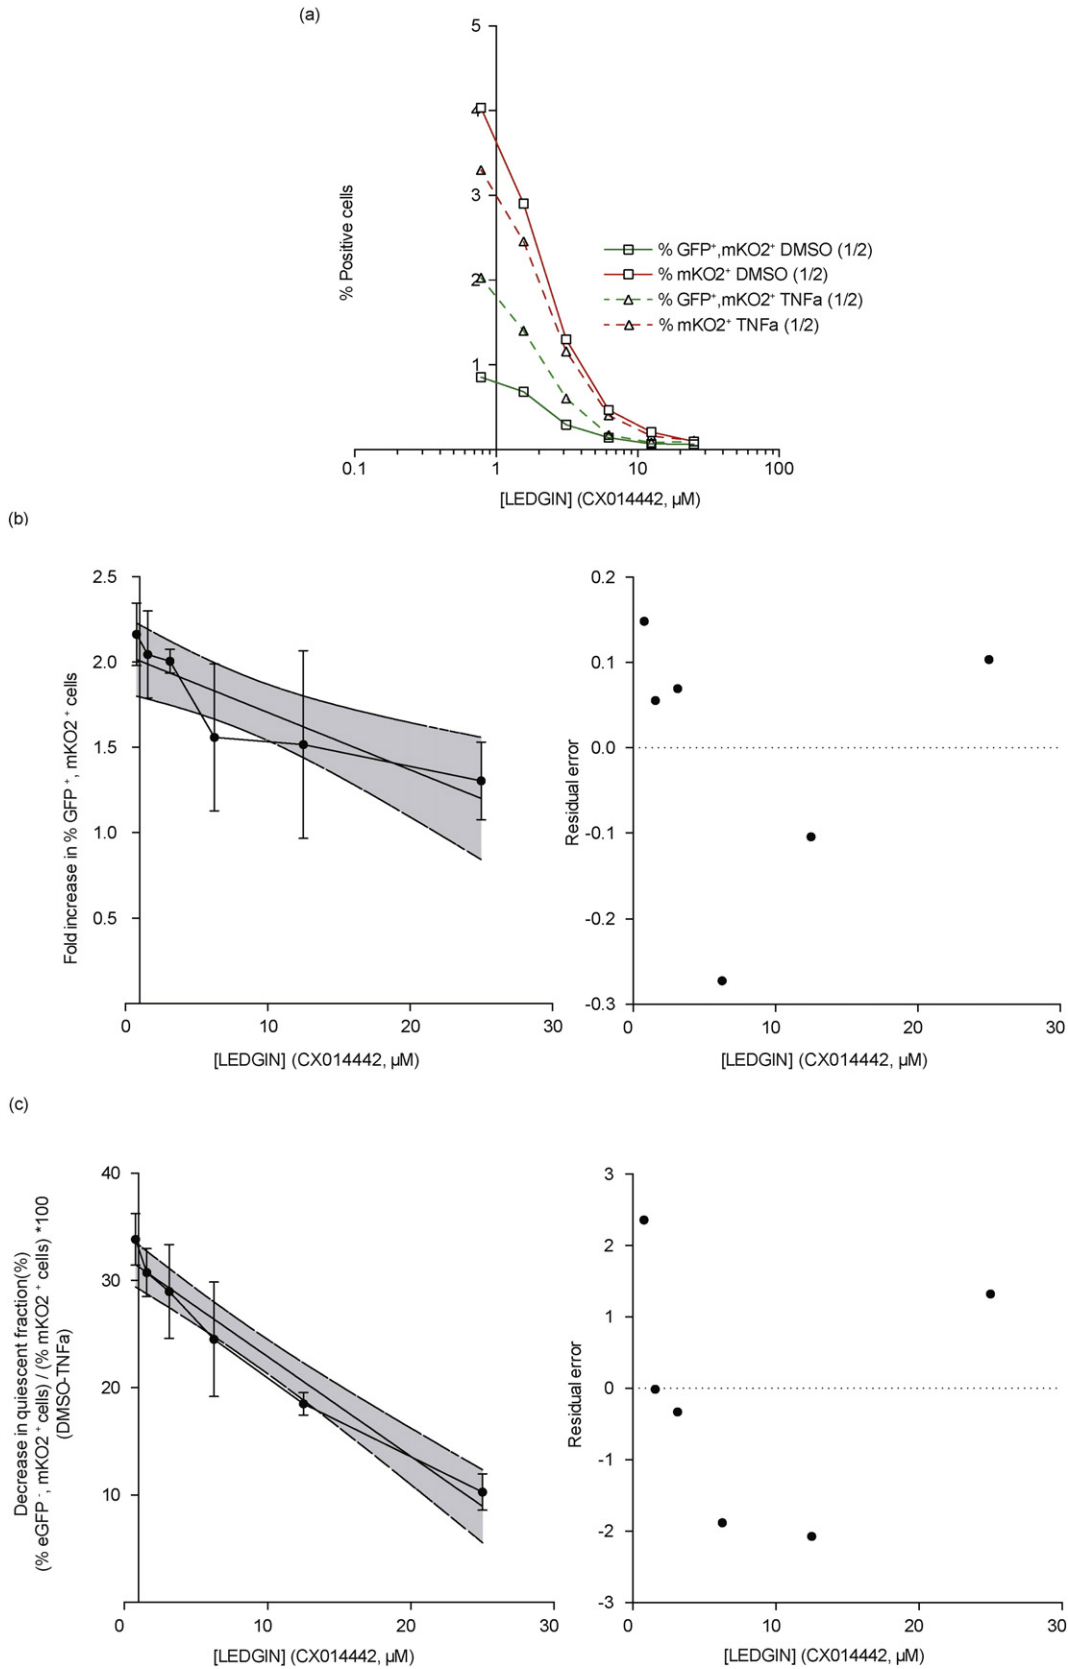 (a)
5
4
3
2
1
% Positive cells
% GFP⁺,mKO2⁺ DMSO (1/2)
% mKO2⁺ DMSO (1/2)
% GFP⁺,mKO2⁺ TNFa (1/2)
% mKO2⁺ TNFa (1/2)
0.1 1 10 100
[LEDGIN] (CX014442, µM)
(b)
2.5
2.0
1.5
1.0
0.5
Fold increase in % GFP ⁺, mKO2 ⁺ cells
0 10 20 30
[LEDGIN] (CX014442, µM)
0.2
0.1
0.0
-0.1
-0.2
-0.3
Residual error
0 10 20 30
[LEDGIN] (CX014442, µM)
(c)
40
30
20
10
Decrease in quiescent fraction(%)
(% eGFP ⁻, mKO2 ⁺ cells) / (% mKO2 ⁺ cells) *100
(DMSO-TNFa)
0 10 20 30
[LEDGIN] (CX014442, µM)
3
2
1
0
-1
-2
-3
Residual error
0 10 20 30
[LEDGIN] (CX014442, µM)